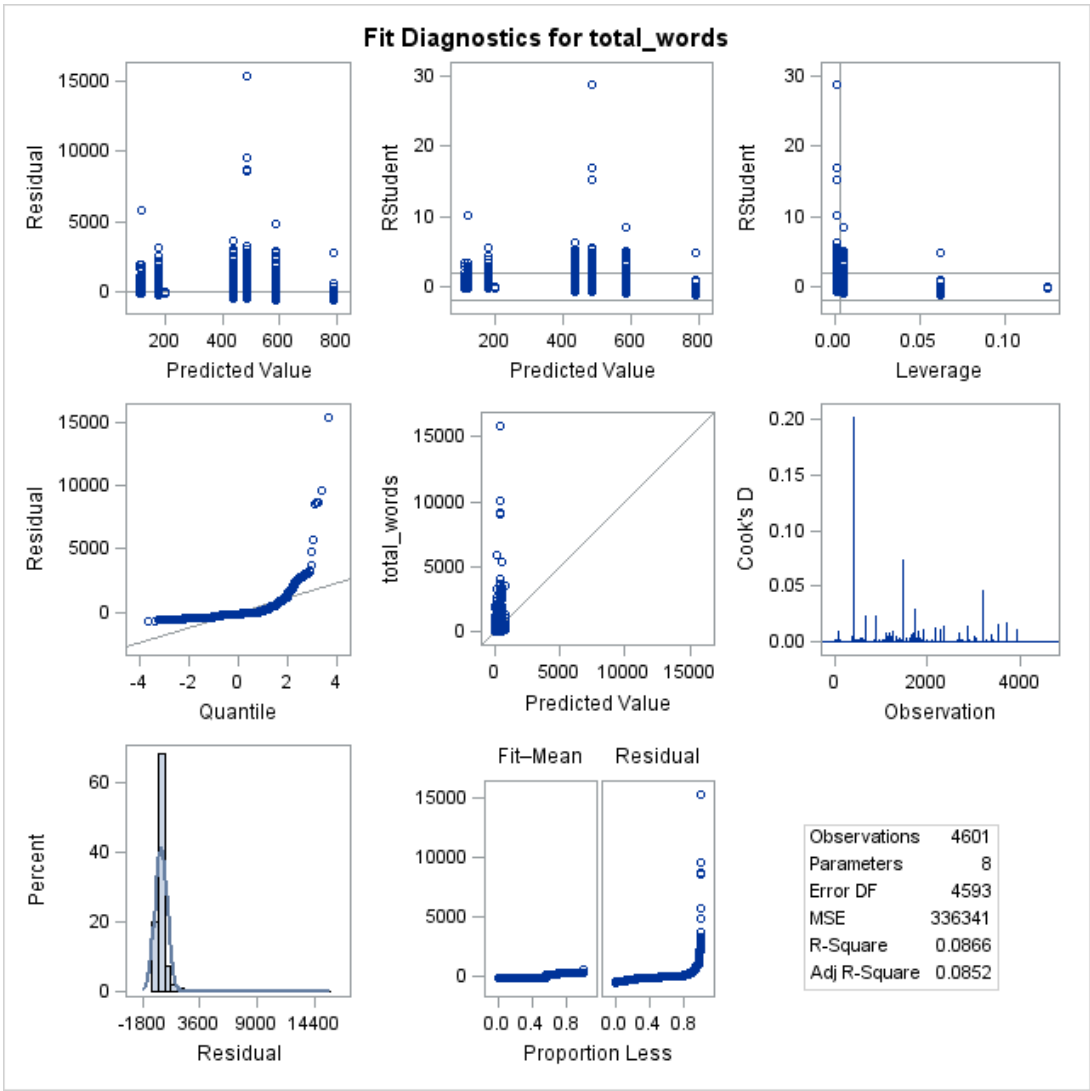 Fit Diagnostics for total_words
15000
10000
5000
0
Residual
200 400 600 800
Predicted Value
30
20
10
0
RStudent
200 400 600 800
Predicted Value
30
20
10
0
RStudent
0.00 0.05 0.10
Leverage
15000
10000
5000
0
Residual
-4 -2 0 2 4
Quantile
15000
10000
5000
0
total_words
0 5000 10000 15000
Predicted Value
0.20
0.15
0.10
0.05
0.00
Cook's D
0 2000 4000
Observation
60
40
20
0
Percent
-1800 3600 9000 14400
Residual
Fit–Mean Residual
15000
10000
5000
0
0.0 0.4 0.8 0.0 0.4 0.8
Proportion Less
Observations 4601
Parameters 8
Error DF 4593
MSE 336341
R-Square 0.0866
Adj R-Square 0.0852